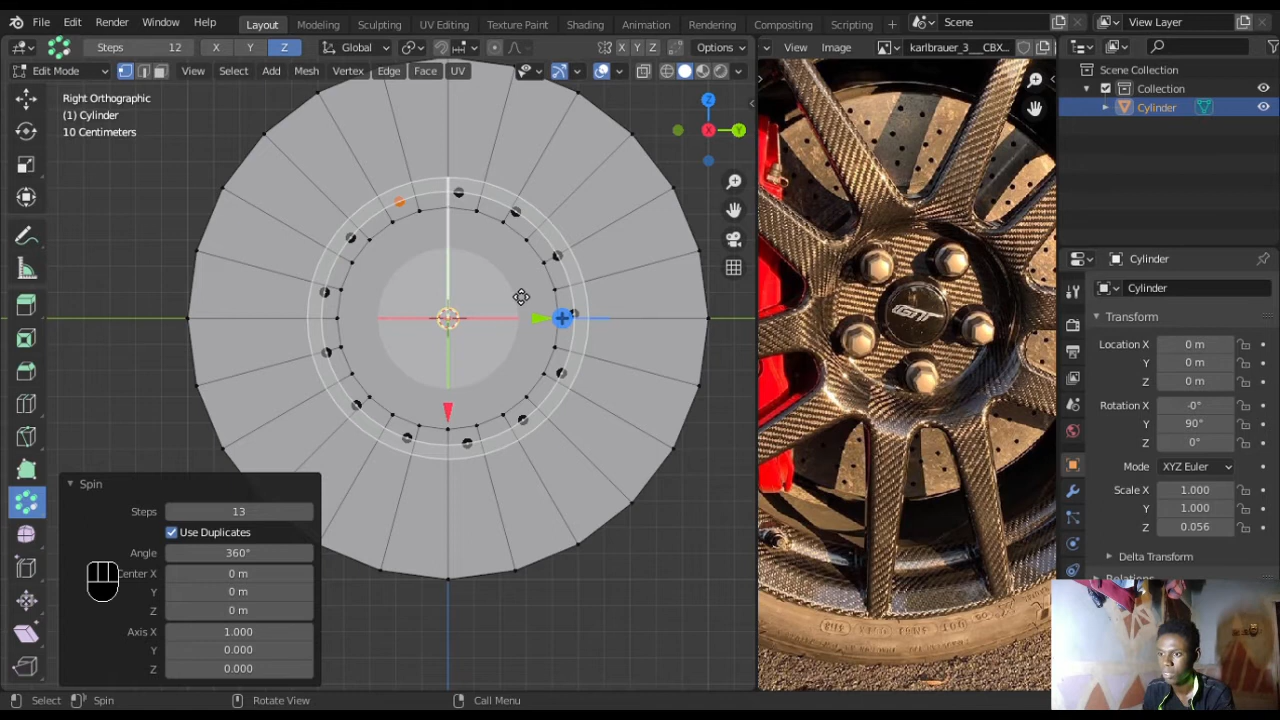 File Edit Render Window Help Layout Modeling Sculpting UV Editing Texture Paint Shading Animation Rendering Compositing Scripting + Scene View Layer
Steps 12 X Y Z Global X Y Z Options View Image karlbrauer_3__CBX...
Edit Mode View Select Add Mesh Vertex Edge Face UV
Scene Collection
Collection
Cylinder
Right Orthographic
(1) Cylinder
10 Centimeters
Z
X
Y
GT
Cylinder
Cylinder
Transform
Location X 0 m
Y 0 m
Z 0 m
Rotation X -0°
Y 90°
Z 0°
Mode XYZ Euler
Scale X 1.000
Y 1.000
Z 0.056
Delta Transform
Spin
Steps 13
Use Duplicates
Angle 360°
Center X 0 m
Y 0 m
Z 0 m
Axis X 1.000
Y 0.000
Z 0.000
Select Spin Rotate View Call Menu